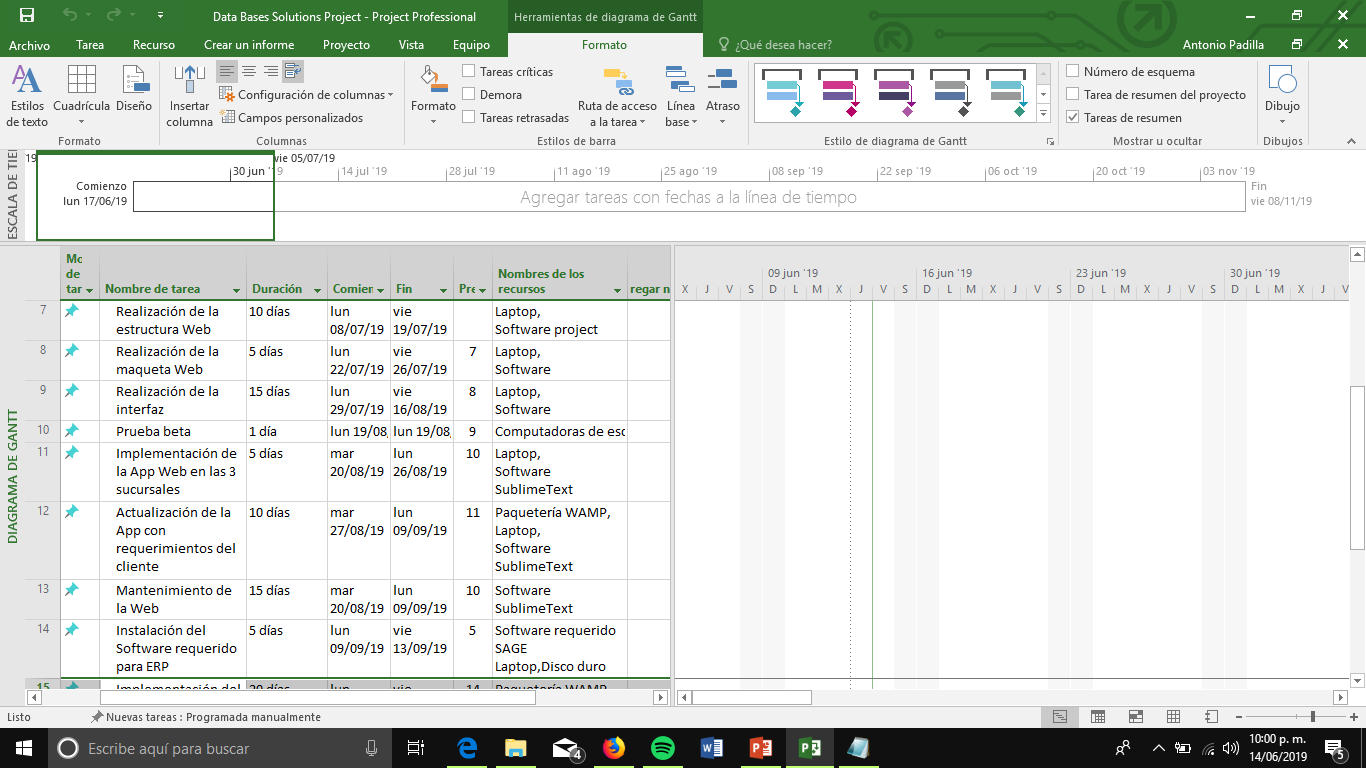 Data Bases Solutions Project - Project Professional
Herramientas de diagrama de Gantt
Archivo Tarea Recurso Crear un informe Proyecto Vista Equipo Formato ¿Qué desea hacer? Antonio Padilla
Estilos de texto
Cuadrícula
Diseño
Formato
Insertar columna
Configuración de columnas
Campos personalizados
Columnas
Formato
Tareas críticas
Demora
Tareas retrasadas
Ruta de acceso a la tarea
Línea base
Atraso
Estilos de barra
Estilo de diagrama de Gantt
Número de esquema
Tarea de resumen del proyecto
Tareas de resumen
Mostrar u ocultar
Dibujo
Dibujos
ESCALA DE TIE
19 vie 05/07/19
30 jun '19 14 jul '19 28 jul '19 11 ago '19 25 ago '19 08 sep '19 22 sep '19 06 oct '19 20 oct '19 03 nov '19
Comienzo
lun 17/06/19
Agregar tareas con fechas a la línea de tiempo
Fin
vie 08/11/19
DIAGRAMA DE GANTT
Mo de tar Nombre de tarea Duración Comien Fin Pre Nombres de los recursos regar n
09 jun '19 16 jun '19 23 jun '19 30 jun '19
X J V S D L M X J V S D L M X J V S D L M X J V S D L M X J V
7 Realización de la estructura Web 10 días lun 08/07/19 vie 19/07/19 Laptop, Software project
8 Realización de la maqueta Web 5 días lun 22/07/19 vie 26/07/19 7 Laptop, Software
9 Realización de la interfaz 15 días lun 29/07/19 vie 16/08/19 8 Laptop, Software
10 Prueba beta 1 día lun 19/08, lun 19/08, 9 Computadoras de esc
11 Implementación de la App Web en las 3 sucursales 5 días mar 20/08/19 lun 26/08/19 10 Laptop, Software SublimeText
12 Actualización de la App con requerimientos del cliente 10 días mar 27/08/19 lun 09/09/19 11 Paquetería WAMP, Laptop, Software SublimeText
13 Mantenimiento de la Web 15 días mar 20/08/19 lun 09/09/19 10 Software SublimeText
14 Instalación del Software requerido para ERP 5 días lun 09/09/19 vie 13/09/19 5 Software requerido SAGE Laptop,Disco duro
15 Implementación del 20 días lun vie 14 Paquetería WAMP
Listo Nuevas tareas : Programada manualmente
Escribe aquí para buscar
4
10:00 p. m.
14/06/2019
5